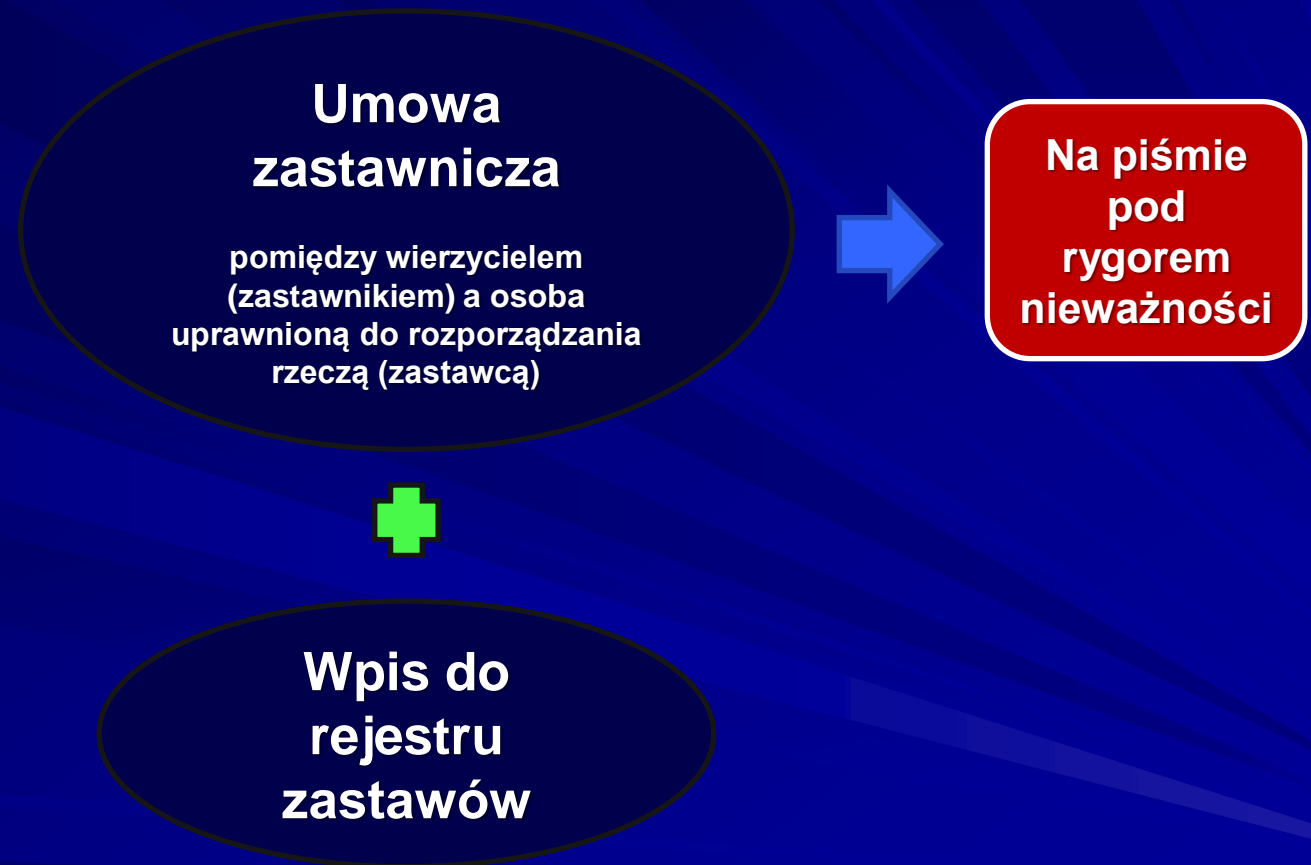 Umowa
zastawnicza
pomiędzy wierzycielem
(zastawnikiem) a osoba
uprawnioną do rozporządzania
rzeczą (zastawcą)
Na piśmie
pod
rygorem
nieważności
Wpis do
rejestru
zastawów